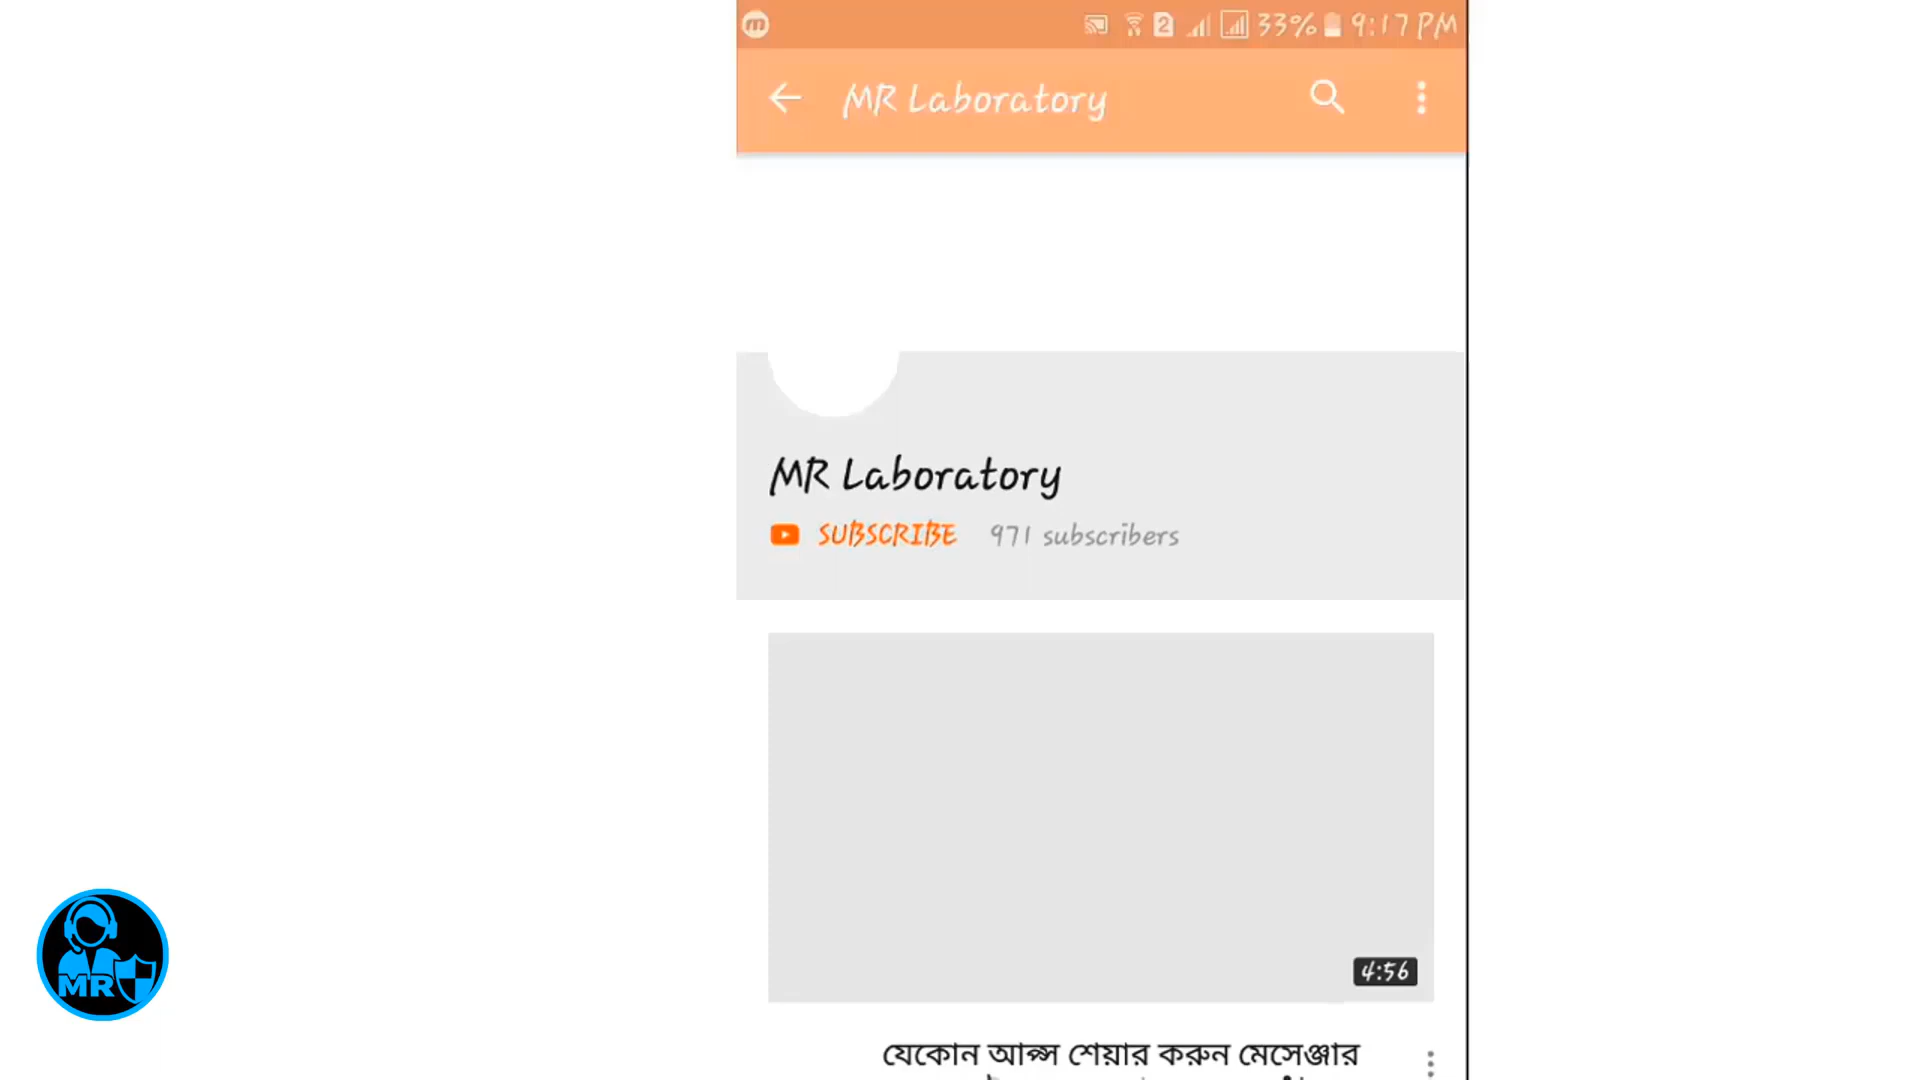 33% 9:17 PM
MR Laboratory
MR Laboratory
SUBSCRIBE 971 subscribers
4:56
যেকোন আপ্স শেয়ার করুন মেসেঞ্জার
MR